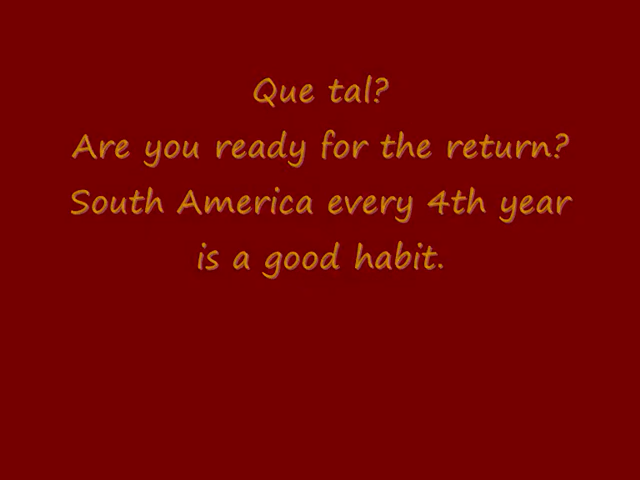 Que tal?
Are you ready for the return?
South America every 4th year
is a good habit.